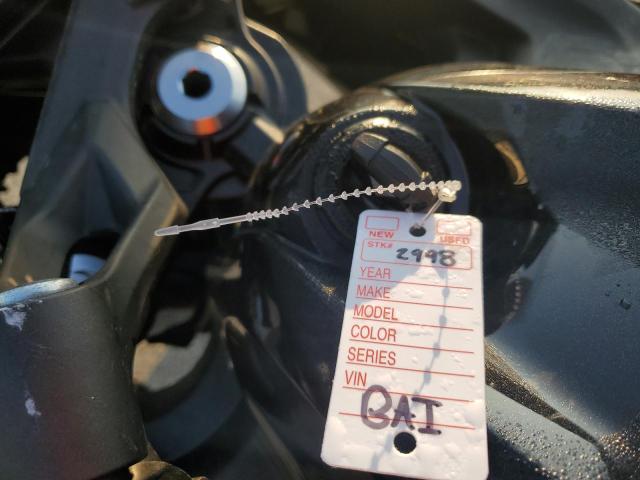 NEW USED
STK# 2998
YEAR
MAKE
MODEL
COLOR
SERIES
VIN
BAI